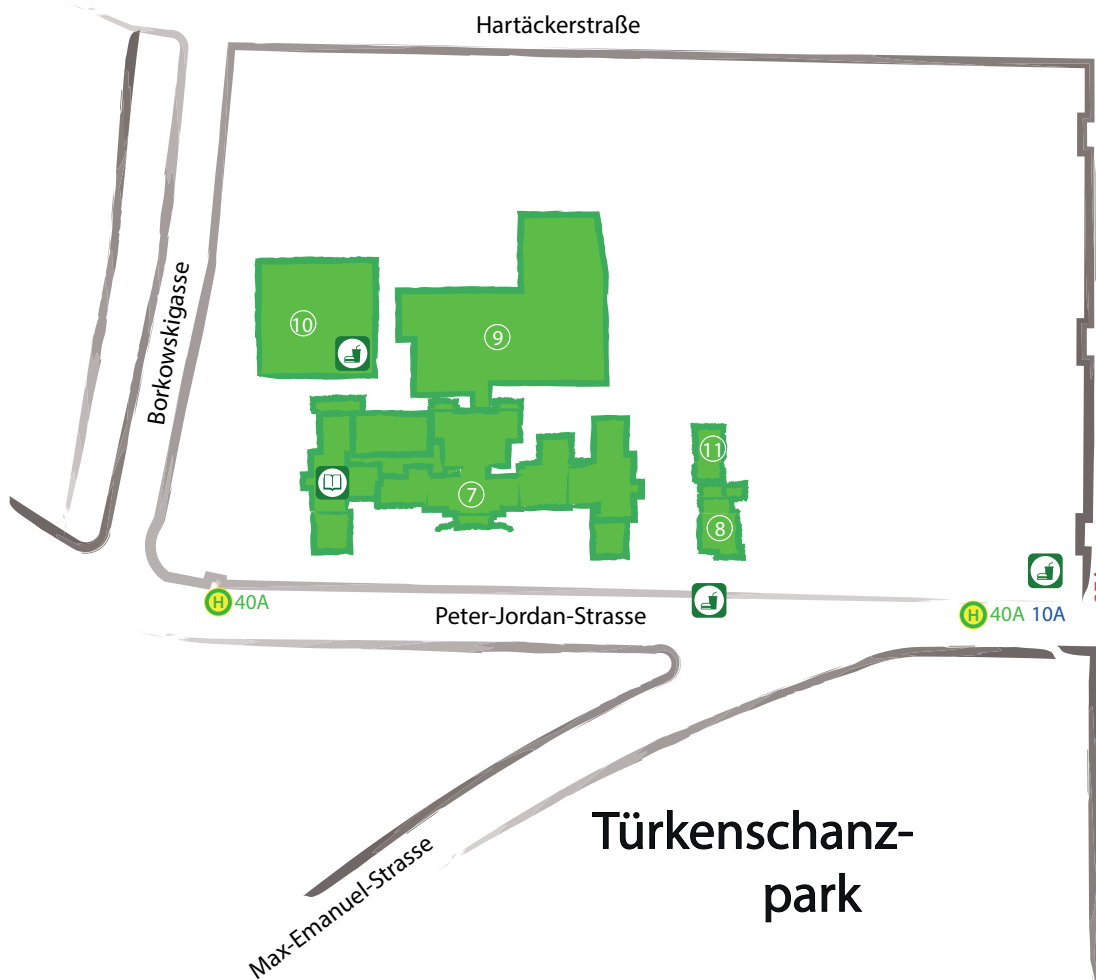 Hartäckerstraße
Borkowskigasse
10
9
11
7
8
H 40A
Peter-Jordan-Strasse
H 40A 10A
Türkenschanz-
park
Max-Emanuel-Strasse